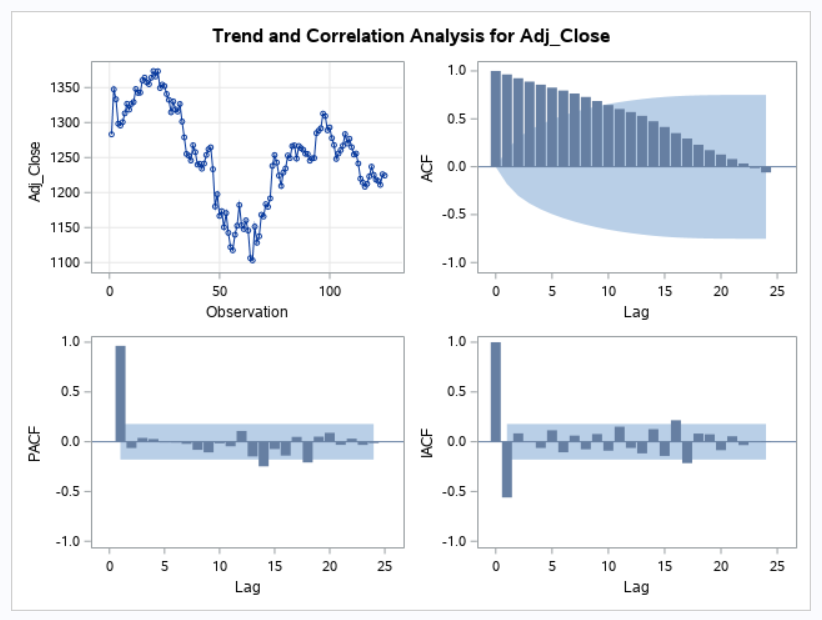 Trend and Correlation Analysis for Adj_Close
1350
1300
1250
1200
1150
1100
Adj_Close
0 50 100
Observation
1.0
0.5
0.0
-0.5
-1.0
ACF
0 5 10 15 20 25
Lag
1.0
0.5
0.0
-0.5
-1.0
PACF
0 5 10 15 20 25
Lag
1.0
0.5
0.0
-0.5
-1.0
IACF
0 5 10 15 20 25
Lag